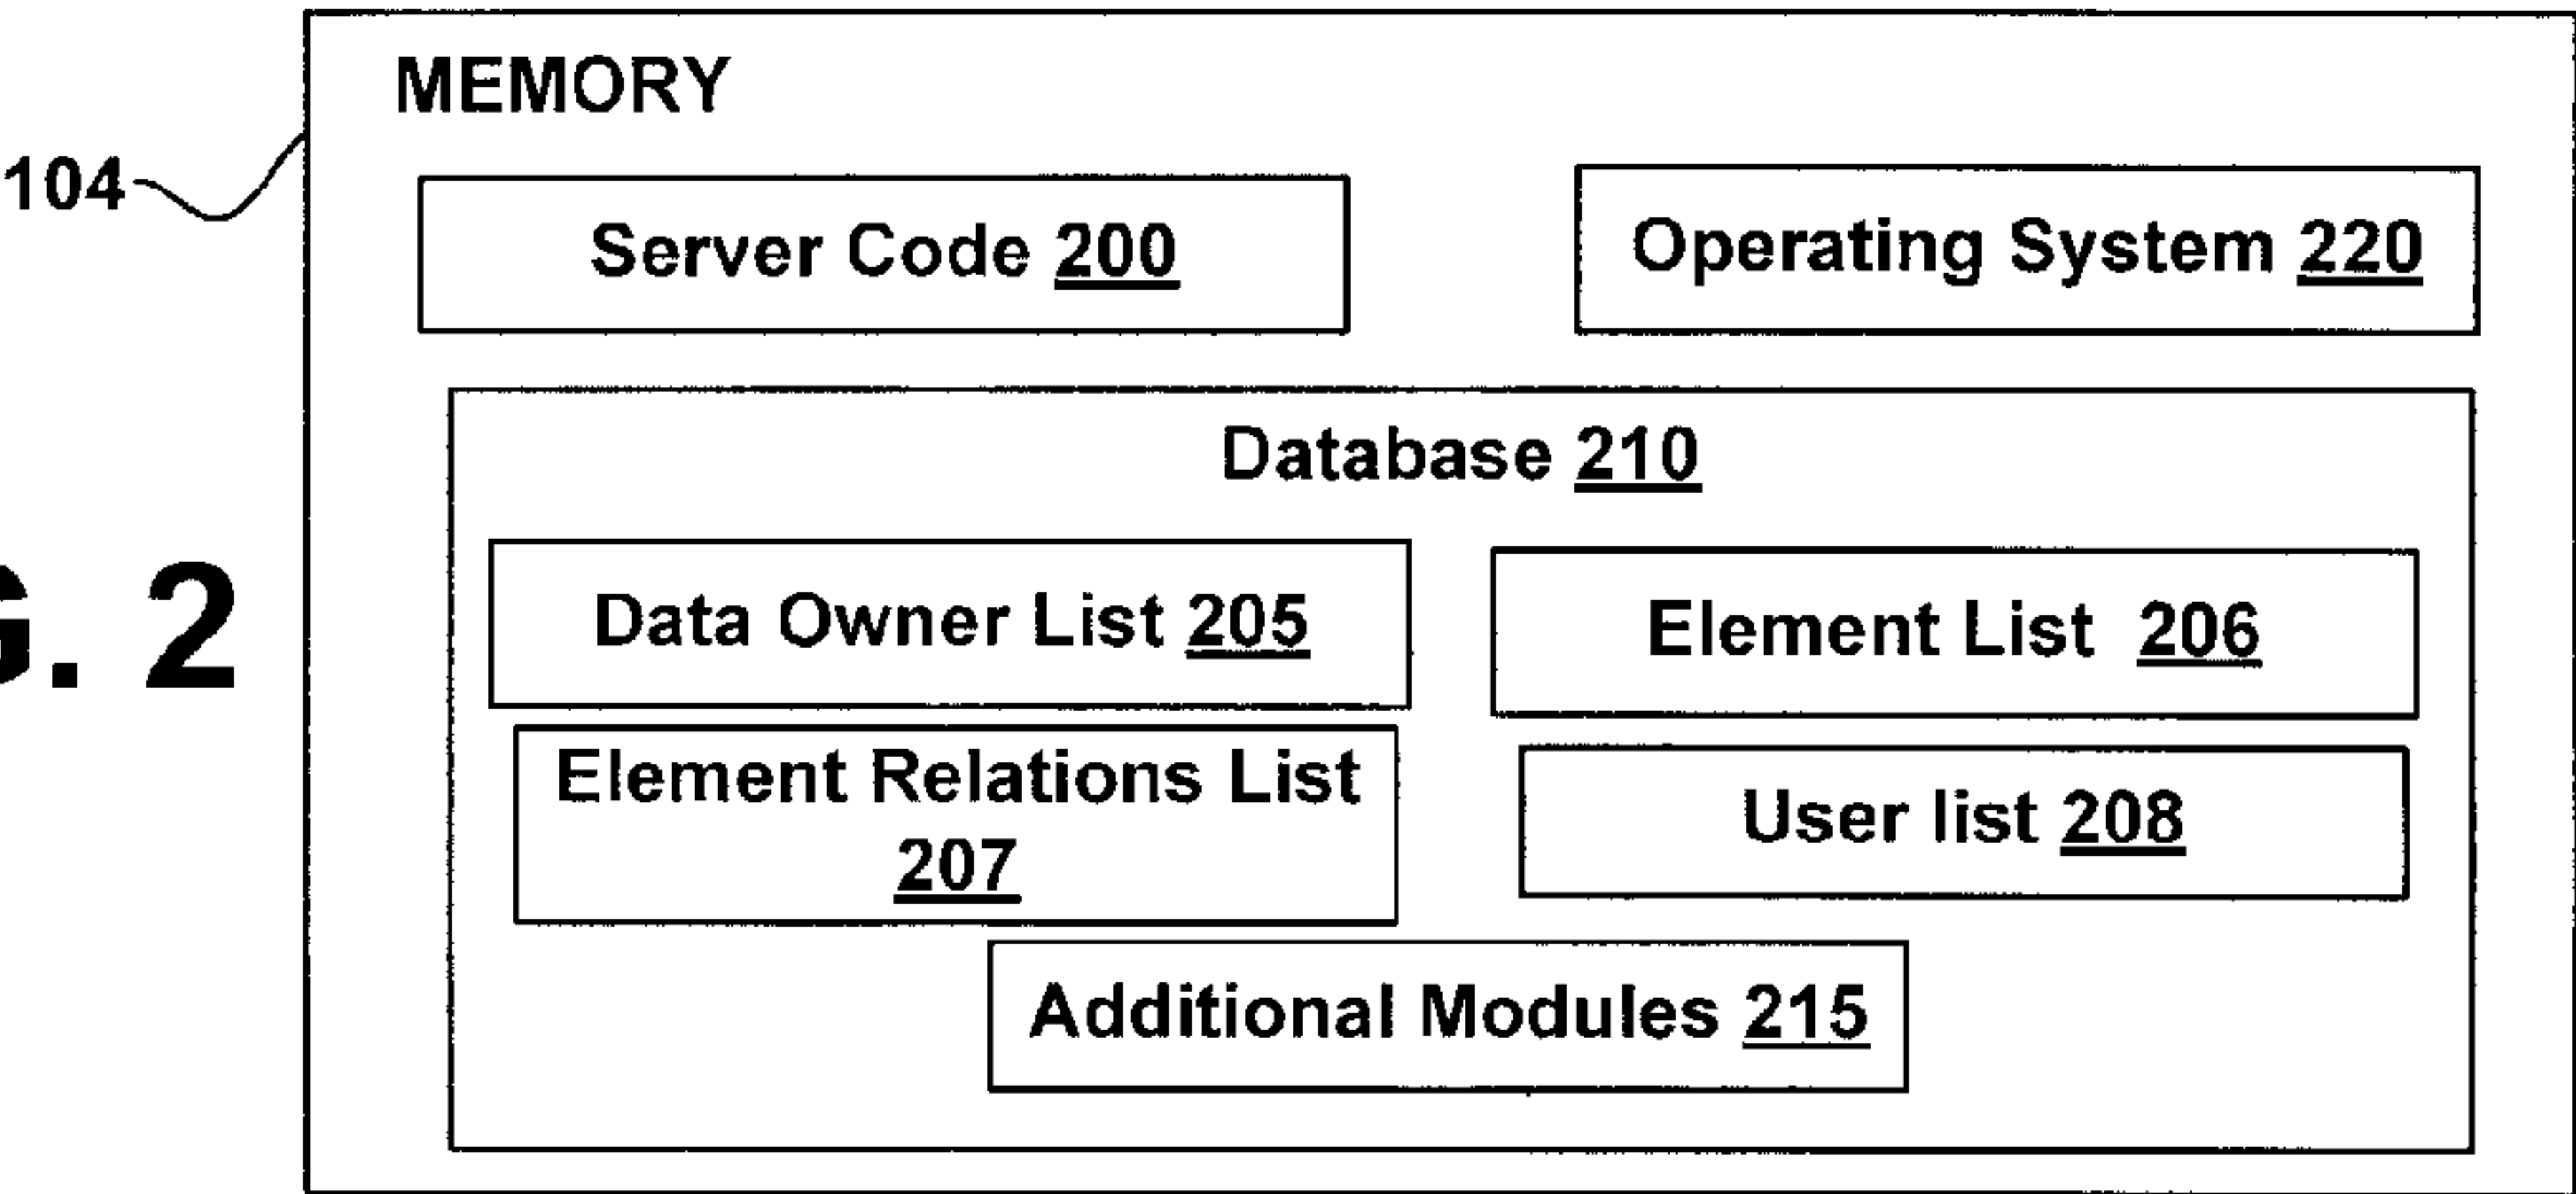 MEMORY
104
Server Code 200
Operating System 220
Database 210
G. 2
Data Owner List 205
Element List 206
Element Relations List
207
User list 208
Additional Modules 215